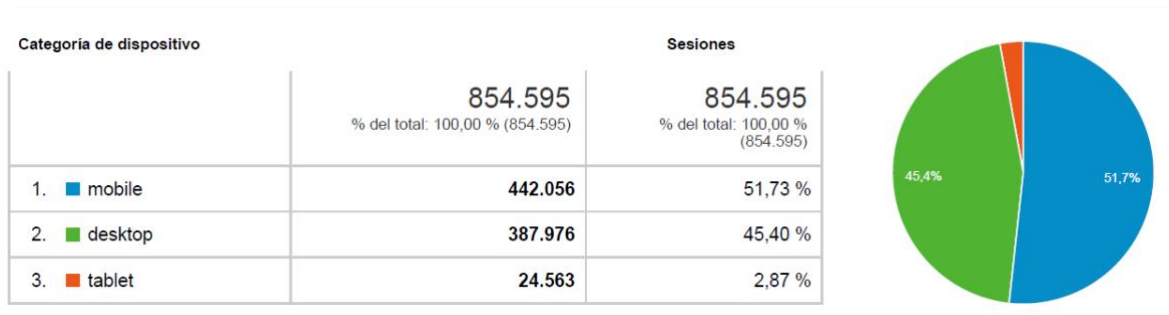 Categoría de dispositivo Sesiones
854.595 854.595
% del total: 100,00 % (854.595) % del total: 100,00 %
(854.595)
1. mobile 442.056 51,73 %
2. desktop 387.976 45,40 %
3. tablet 24.563 2,87 %
45,4% 51,7%